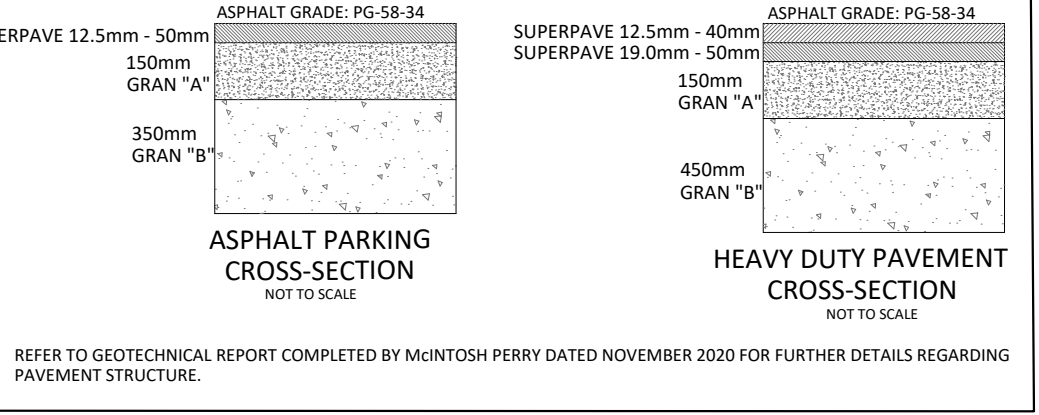 ASPHALT GRADE: PG-58-34
12.5mm - 50mm
150mm
GRAN "A"
350mm
GRAN "B"
ASPHALT PARKING
CROSS-SECTION
NOT TO SCALE
ASPHALT GRADE: PG-58-34
SUPERPAVE 12.5mm - 40mm
SUPERPAVE 19.0mm - 50mm
150mm
GRAN "A"
450mm
GRAN "B"
HEAVY DUTY PAVEMENT
CROSS-SECTION
NOT TO SCALE
REFER TO GEOTECHNICAL REPORT COMPLETED BY McINTOSH PERRY DATED NOVEMBER 2020 FOR FURTHER DETAILS REGARDING
PAVEMENT STRUCTURE.